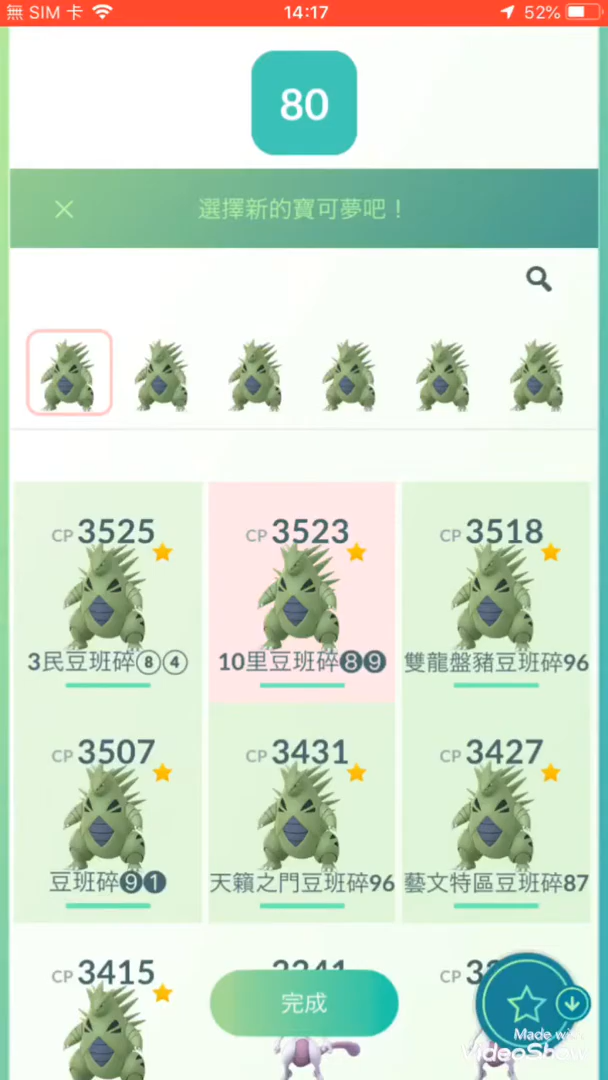 無 SIM 卡 14:17 52%
80
選擇新的寶可夢吧！
CP 3525 CP 3523 CP 3518
3民豆班碎⑧④ 10里豆班碎❽❾ 雙龍盤豬豆班碎96
CP 3507 CP 3431 CP 3427
豆班碎❾❶ 天籟之門豆班碎96 藝文特區豆班碎87
CP 3415 CP CP
完成
Made with
VideoShow